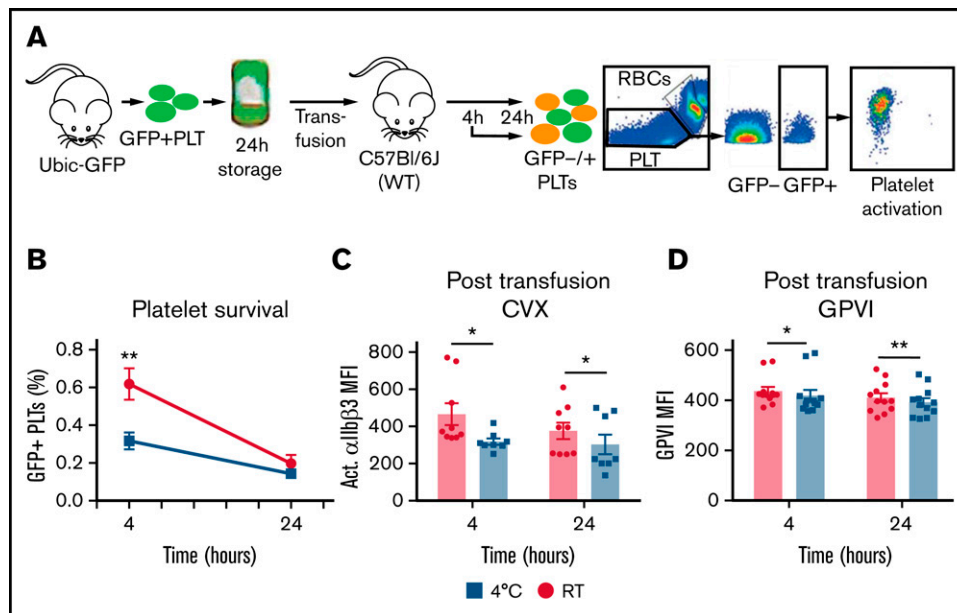 A
Ubic-GFP
GFP+PLT
24h
storage
Trans-
fusion
C57Bl/6J
(WT)
4h
24h
GFP–/+
PLTs
RBCs
PLT
GFP–
GFP+
Platelet
activation
B
Platelet survival
**
GFP+ PLTs (%)
0.8
0.6
0.4
0.2
0.0
4
24
Time (hours)
C
Post transfusion
CVX
*
*
Act. αIIbβ3 MFI
800
600
400
200
0
4
24
Time (hours)
D
Post transfusion
GPVI
*
**
GPVI MFI
600
400
200
0
4
24
Time (hours)
4°C
RT